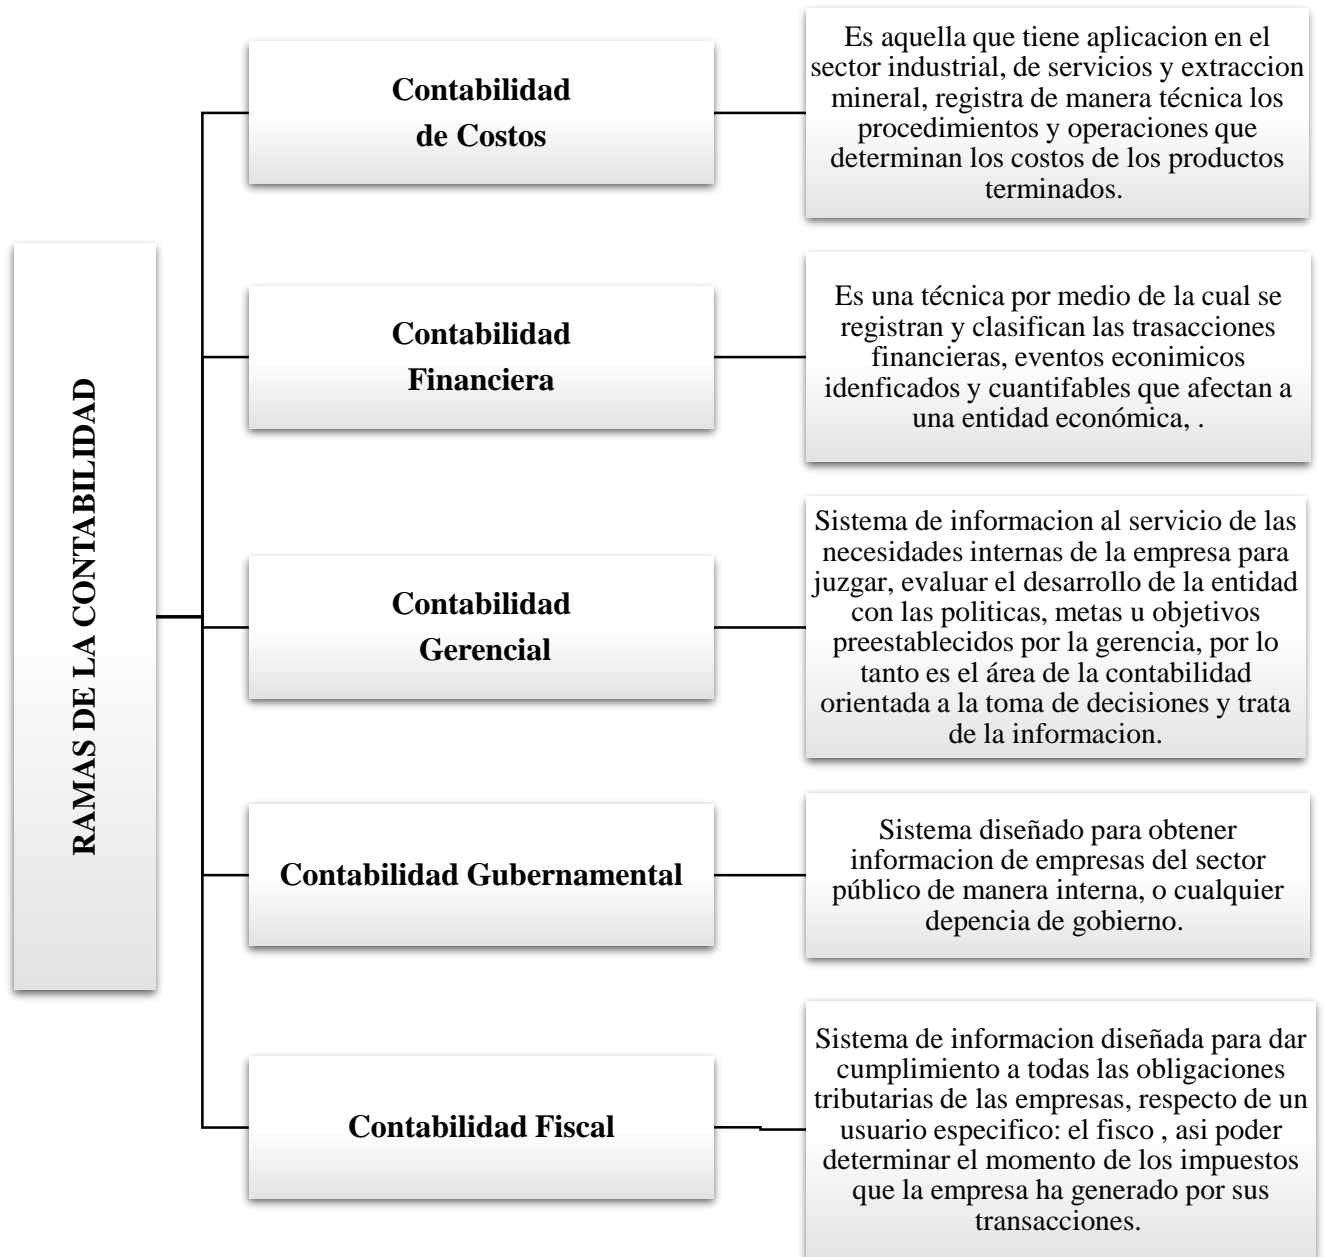 RAMAS DE LA CONTABILIDAD
Contabilidad
de Costos
Es aquella que tiene aplicacion en el
sector industrial, de servicios y extraccion
mineral, registra de manera técnica los
procedimientos y operaciones que
determinan los costos de los productos
terminados.
Contabilidad
Financiera
Es una técnica por medio de la cual se
registran y clasifican las trasacciones
financieras, eventos econimicos
idenficados y cuantifables que afectan a
una entidad económica, .
Contabilidad
Gerencial
Sistema de informacion al servicio de las
necesidades internas de la empresa para
juzgar, evaluar el desarrollo de la entidad
con las politicas, metas u objetivos
preestablecidos por la gerencia, por lo
tanto es el área de la contabilidad
orientada a la toma de decisiones y trata
de la informacion.
Contabilidad Gubernamental
Sistema diseñado para obtener
informacion de empresas del sector
público de manera interna, o cualquier
depencia de gobierno.
Contabilidad Fiscal
Sistema de informacion diseñada para dar
cumplimiento a todas las obligaciones
tributarias de las empresas, respecto de un
usuario especifico: el fisco , asi poder
determinar el momento de los impuestos
que la empresa ha generado por sus
transacciones.